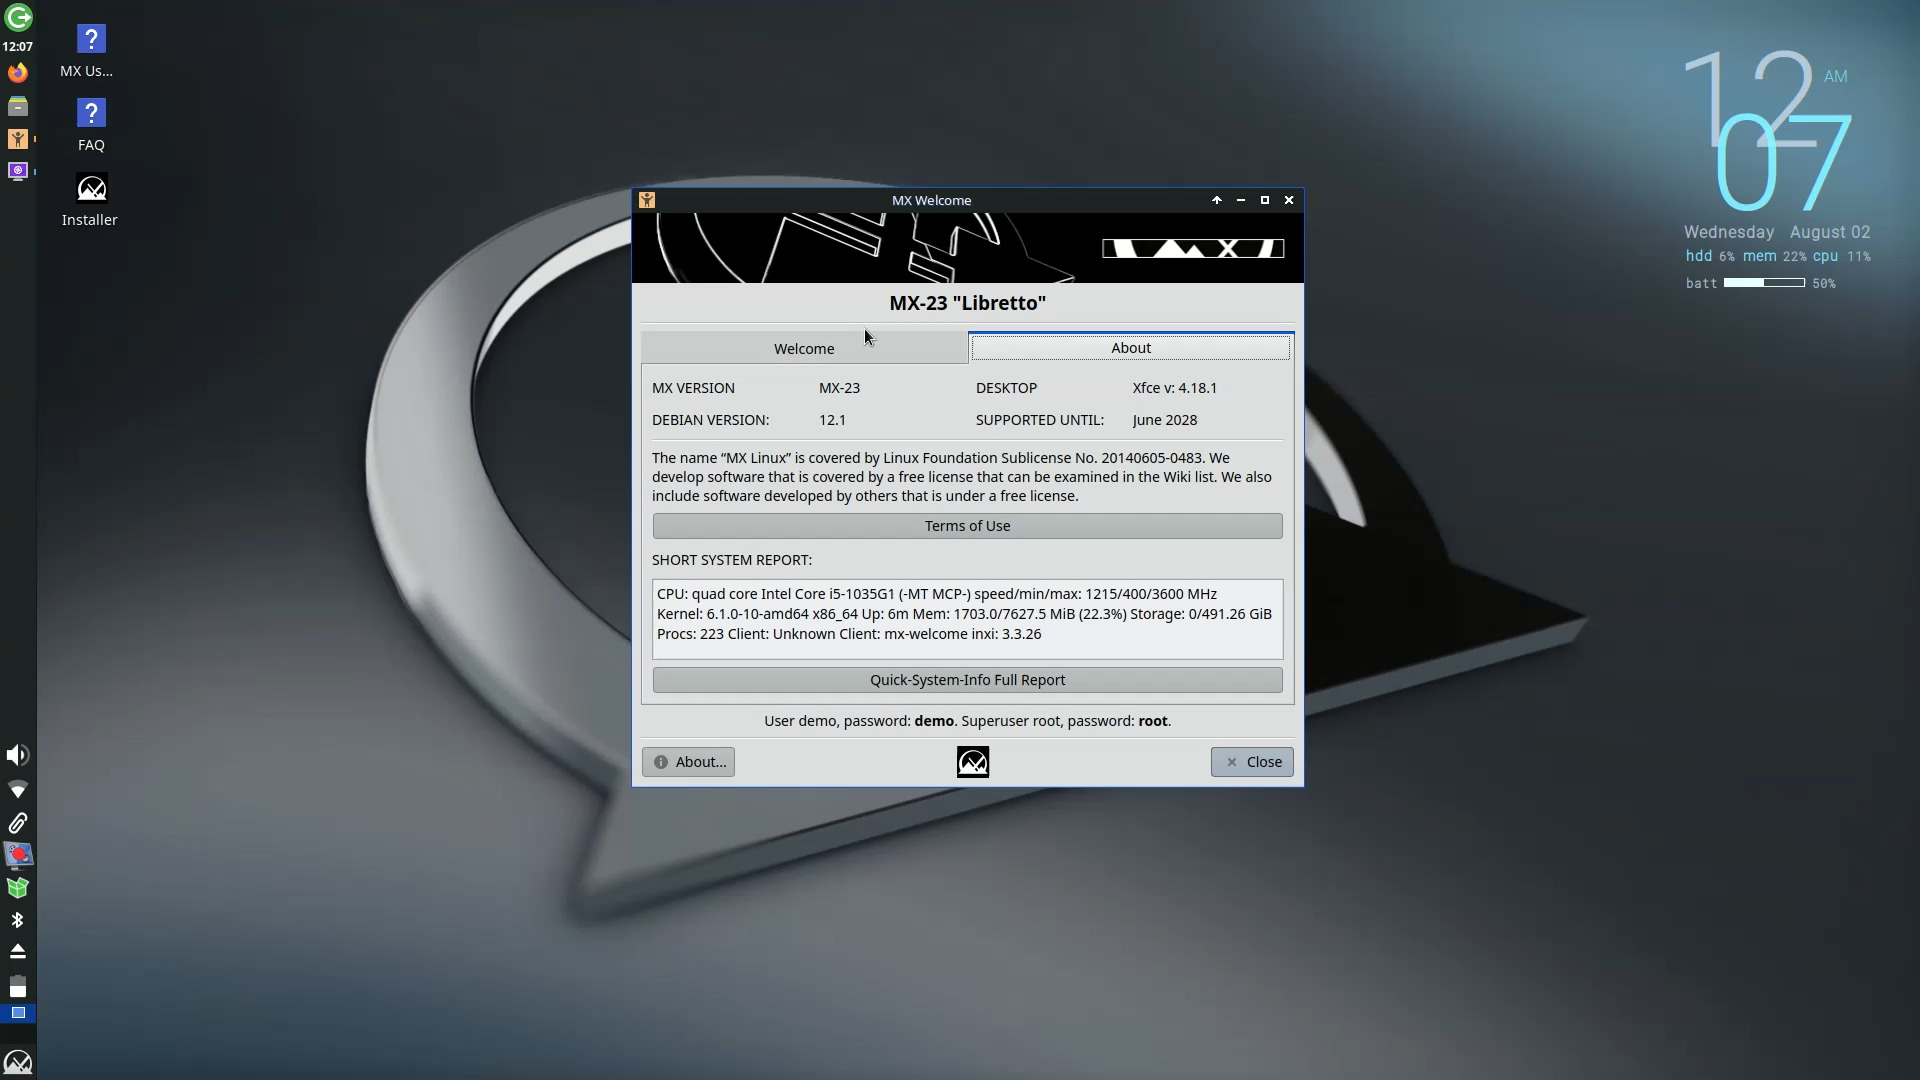 12:07
MX Us...
FAQ
Installer
12 AM
07
Wednesday August 02
hdd 6% mem 22% cpu 11%
batt 50%
MX Welcome
MX
MX-23 "Libretto"
Welcome
About
MX VERSION MX-23 DESKTOP Xfce v: 4.18.1
DEBIAN VERSION: 12.1 SUPPORTED UNTIL: June 2028
The name “MX Linux” is covered by Linux Foundation Sublicense No. 20140605-0483. We
develop software that is covered by a free license that can be examined in the Wiki list. We also
include software developed by others that is under a free license.
Terms of Use
SHORT SYSTEM REPORT:
CPU: quad core Intel Core i5-1035G1 (-MT MCP-) speed/min/max: 1215/400/3600 MHz
Kernel: 6.1.0-10-amd64 x86_64 Up: 6m Mem: 1703.0/7627.5 MiB (22.3%) Storage: 0/491.26 GiB
Procs: 223 Client: Unknown Client: mx-welcome inxi: 3.3.26
Quick-System-Info Full Report
User demo, password: demo. Superuser root, password: root.
About...
Close